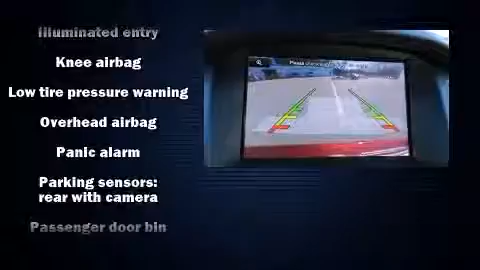 Illuminated entry
Knee airbag
Low tire pressure warning
Overhead airbag
Panic alarm
Parking sensors:
rear with camera
Passenger door bin
Please